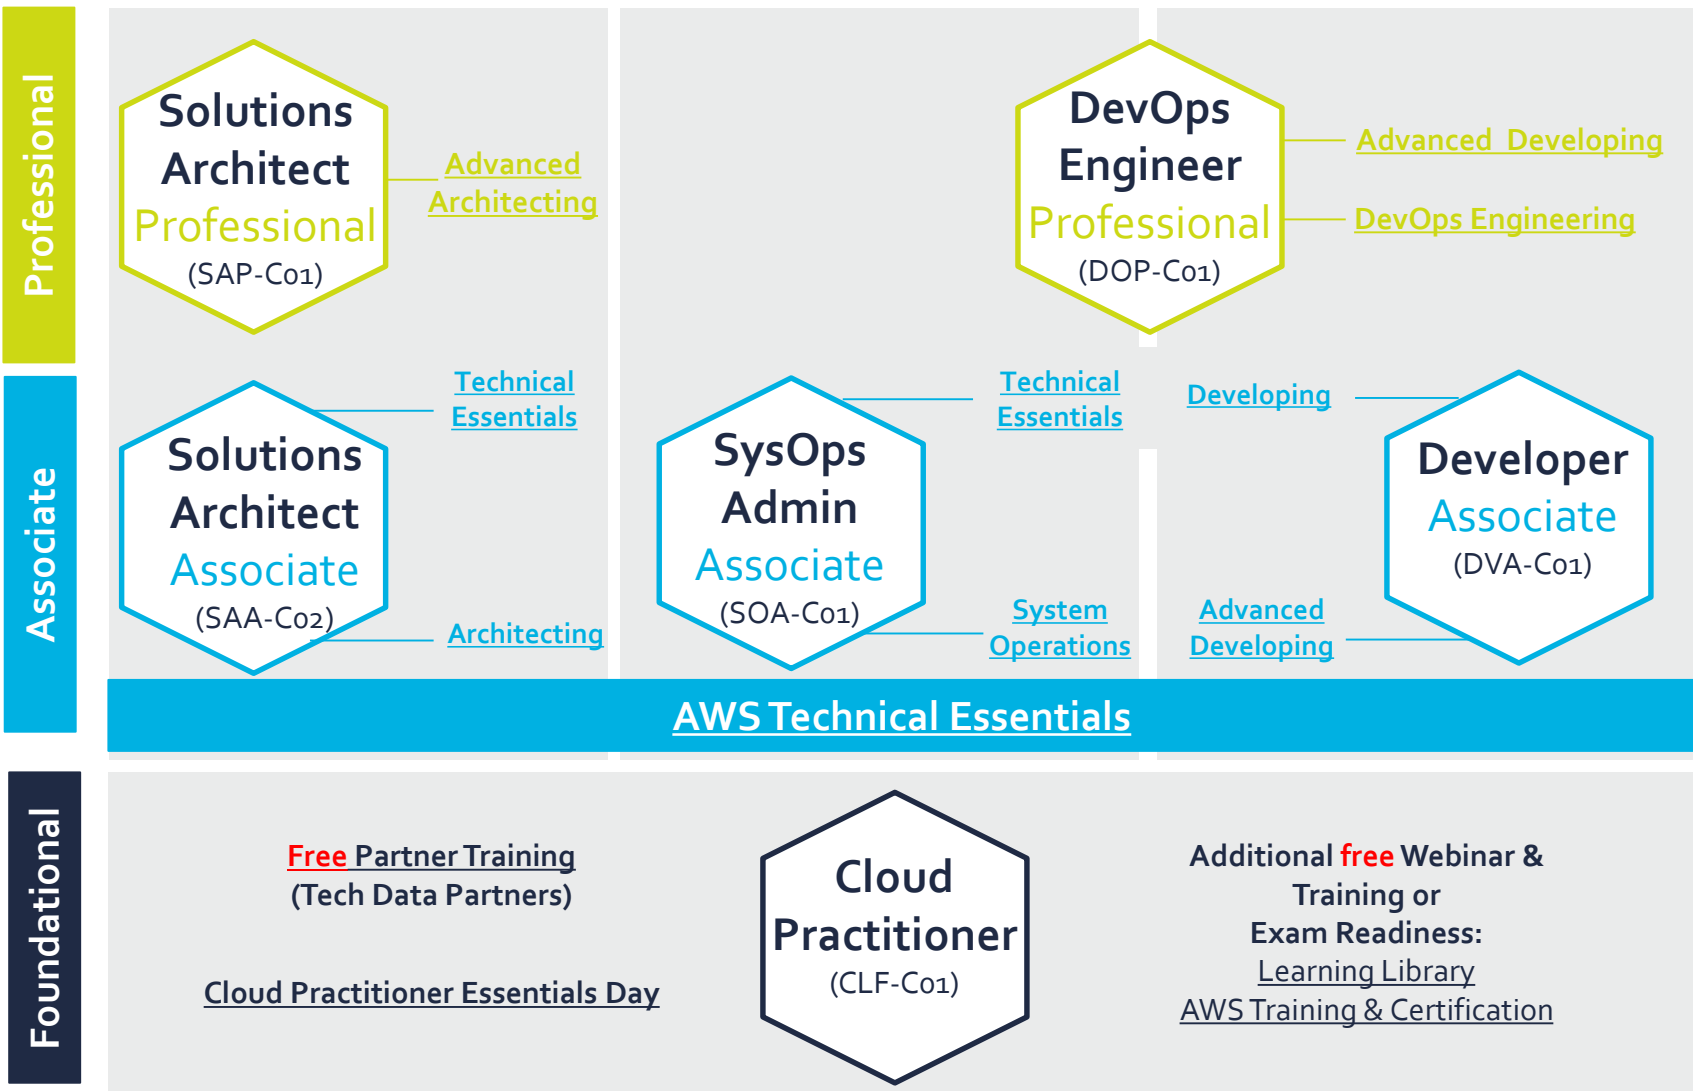 Professional
Solutions
Architect
Professional
(SAP-C01)
Advanced
Architecting
DevOps
Engineer
Professional
(DOP-C01)
Advanced Developing
DevOps Engineering
Associate
Solutions
Architect
Associate
(SAA-C02)
Technical
Essentials
Architecting
SysOps
Admin
Associate
(SOA-C01)
Technical
Essentials
System
Operations
Developing
Advanced
Developing
Developer
Associate
(DVA-C01)
AWS Technical Essentials
Foundational
Free Partner Training
(Tech Data Partners)
Cloud Practitioner Essentials Day
Cloud
Practitioner
(CLF-C01)
Additional free Webinar &
Training or
Exam Readiness:
Learning Library
AWS Training & Certification